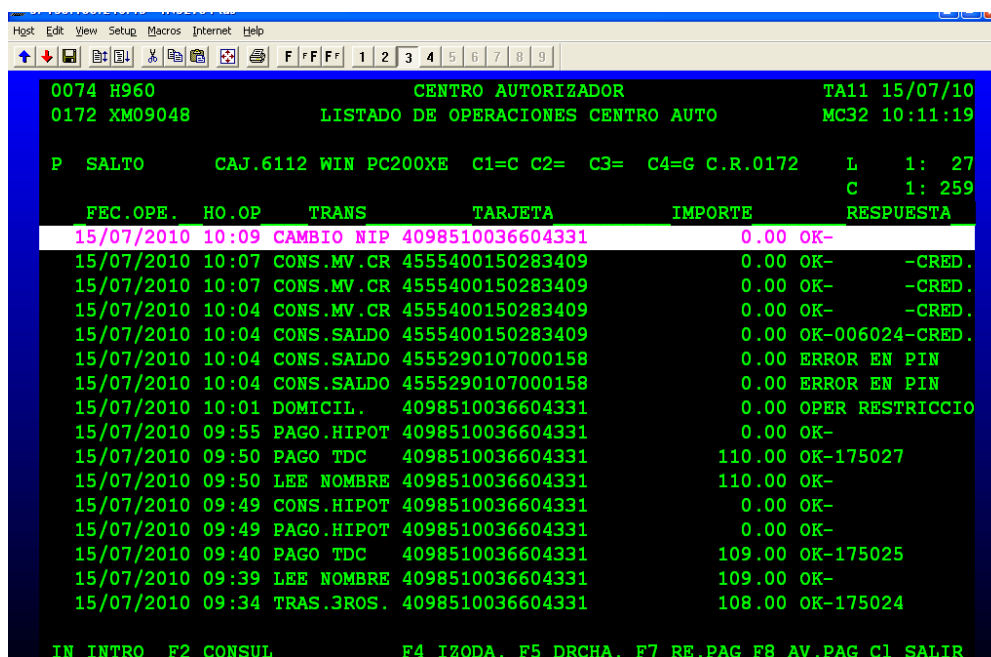 Host Edit View Setup Macros Internet Help
F FF FF 1 2 3 4 5 6 7 8 9
0074 H960 CENTRO AUTORIZADOR TA11 15/07/10
0172 XM09048 LISTADO DE OPERACIONES CENTRO AUTO MC32 10:11:19
P SALTO CAJ.6112 WIN PC200XE C1=C C2= C3= C4=G C.R.0172 L 1: 27
C 1: 259
FEC.OPE. HO.OP TRANS TARJETA IMPORTE RESPUESTA
15/07/2010 10:09 CAMBIO NIP 4098510036604331 0.00 OK-
15/07/2010 10:07 CONS.MV.CR 4555400150283409 0.00 OK- -CRED.
15/07/2010 10:07 CONS.MV.CR 4555400150283409 0.00 OK- -CRED.
15/07/2010 10:04 CONS.MV.CR 4555400150283409 0.00 OK- -CRED.
15/07/2010 10:04 CONS.SALDO 4555400150283409 0.00 OK-006024-CRED.
15/07/2010 10:04 CONS.SALDO 4555290107000158 0.00 ERROR EN PIN
15/07/2010 10:04 CONS.SALDO 4555290107000158 0.00 ERROR EN PIN
15/07/2010 10:01 DOMICIL. 4098510036604331 0.00 OPER RESTRICCIO
15/07/2010 09:55 PAGO.HIPOT 4098510036604331 0.00 OK-
15/07/2010 09:50 PAGO TDC 4098510036604331 110.00 OK-175027
15/07/2010 09:50 LEE NOMBRE 4098510036604331 110.00 OK-
15/07/2010 09:49 CONS.HIPOT 4098510036604331 0.00 OK-
15/07/2010 09:49 PAGO.HIPOT 4098510036604331 0.00 OK-
15/07/2010 09:40 PAGO TDC 4098510036604331 109.00 OK-175025
15/07/2010 09:39 LEE NOMBRE 4098510036604331 109.00 OK-
15/07/2010 09:34 TRAS.3ROS. 4098510036604331 108.00 OK-175024
IN INTRO F2 CONSUL F4 IZQDA. F5 DRCHA. F7 RE.PAG F8 AV.PAG Cl SALIR